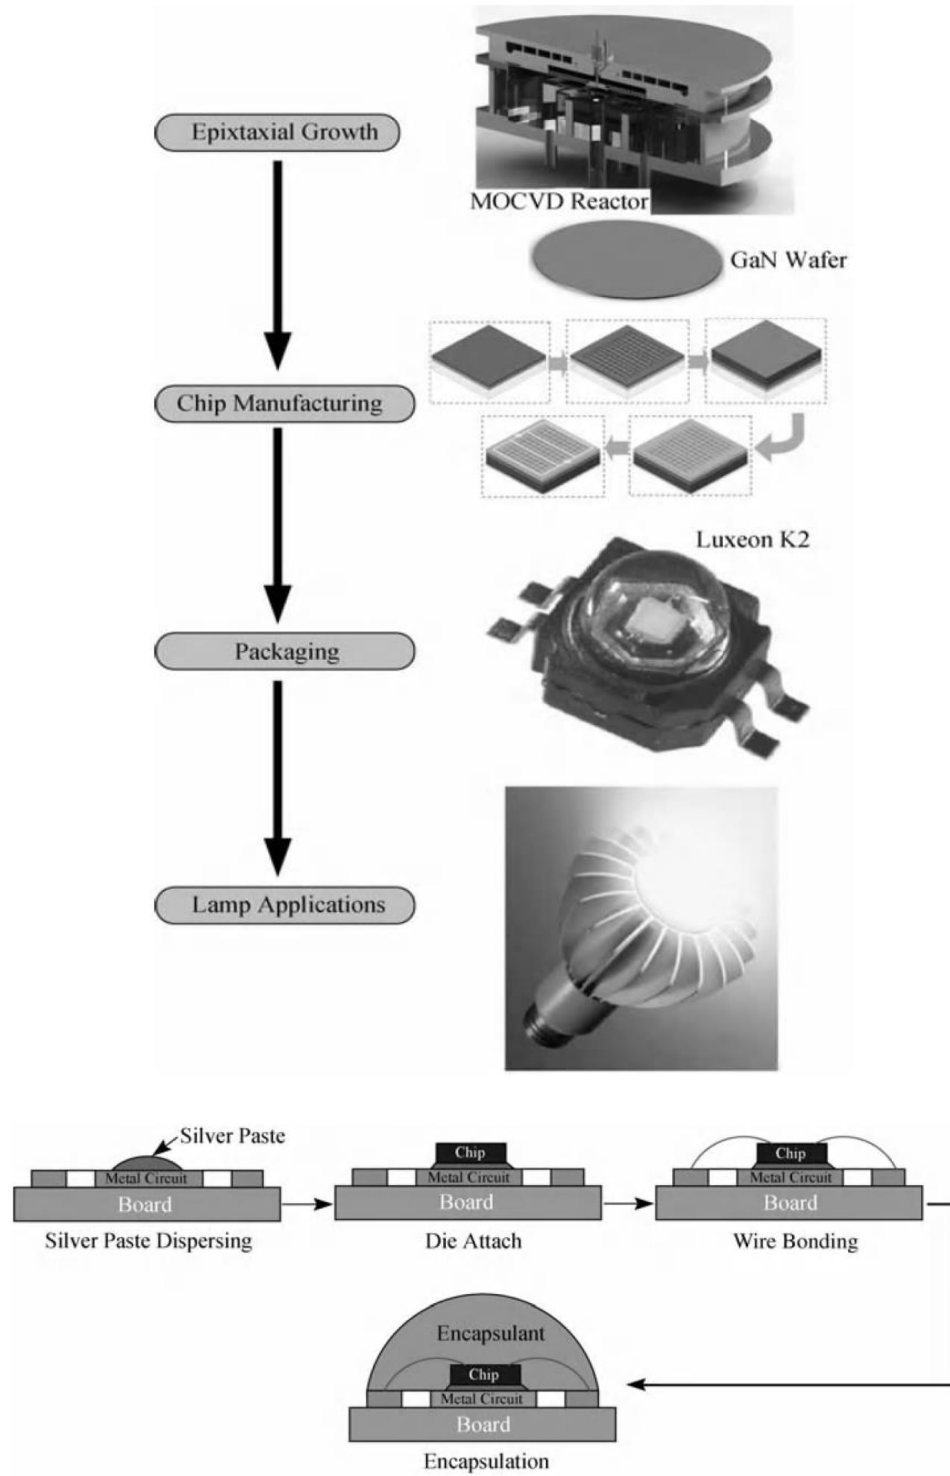 Epixtaxial Growth
MOCVD Reactor
GaN Wafer
Chip Manufacturing
Luxeon K2
Packaging
Lamp Applications
Silver Paste
Metal Circuit
Board
Silver Paste Dispersing
Chip
Metal Circuit
Board
Die Attach
Chip
Metal Circuit
Board
Wire Bonding
Encapsulant
Chip
Metal Circuit
Board
Encapsulation